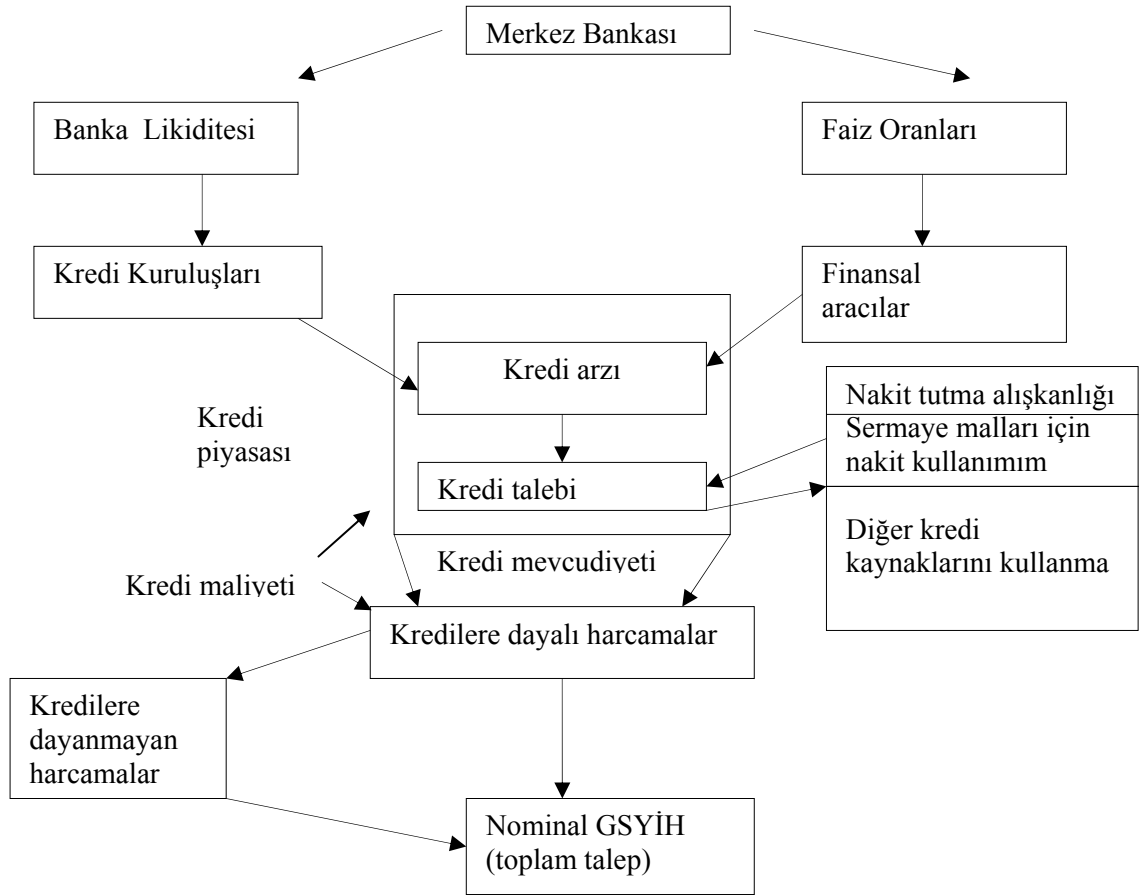 Merkez Bankası
Banka Likiditesi
Faiz Oranları
Kredi Kuruluşları
Finansal
aracılar
Kredi arzı
Nakit tutma alışkanlığı
Kredi
piyasası
Sermaye malları için
nakit kullanımım
Kredi talebi
Diğer kredi
kaynaklarını kullanma
Kredi mevcudiyeti
Kredi maliyeti
Kredilere dayalı harcamalar
Kredilere
dayanmayan
harcamalar
Nominal GSYİH
(toplam talep)